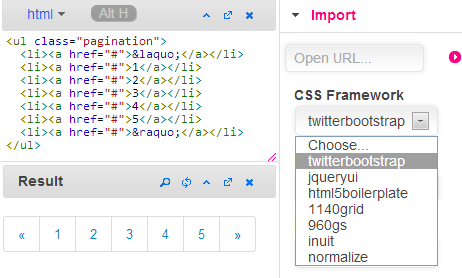 html Alt H
<ul class="pagination">
<li><a href="#">&laquo;</a></li>
<li><a href="#">1</a></li>
<li><a href="#">2</a></li>
<li><a href="#">3</a></li>
<li><a href="#">4</a></li>
<li><a href="#">5</a></li>
<li><a href="#">&raquo;</a></li>
</ul>
Result
« 1 2 3 4 5 »
Import
Open URL...
CSS Framework
twitterbootstrap
Choose...
twitterbootstrap
jqueryui
html5boilerplate
1140grid
960gs
inuit
normalize